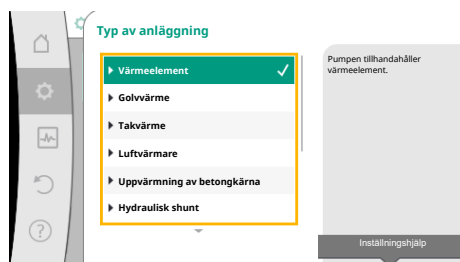 Typ av anläggning
Värmeelement
Golvvärme
Takvärme
Luftvärmare
Uppvärmning av betongkärna
Hydraulisk shunt
Pumpen tillhandahåller
värmeelement.
Inställningshjälp